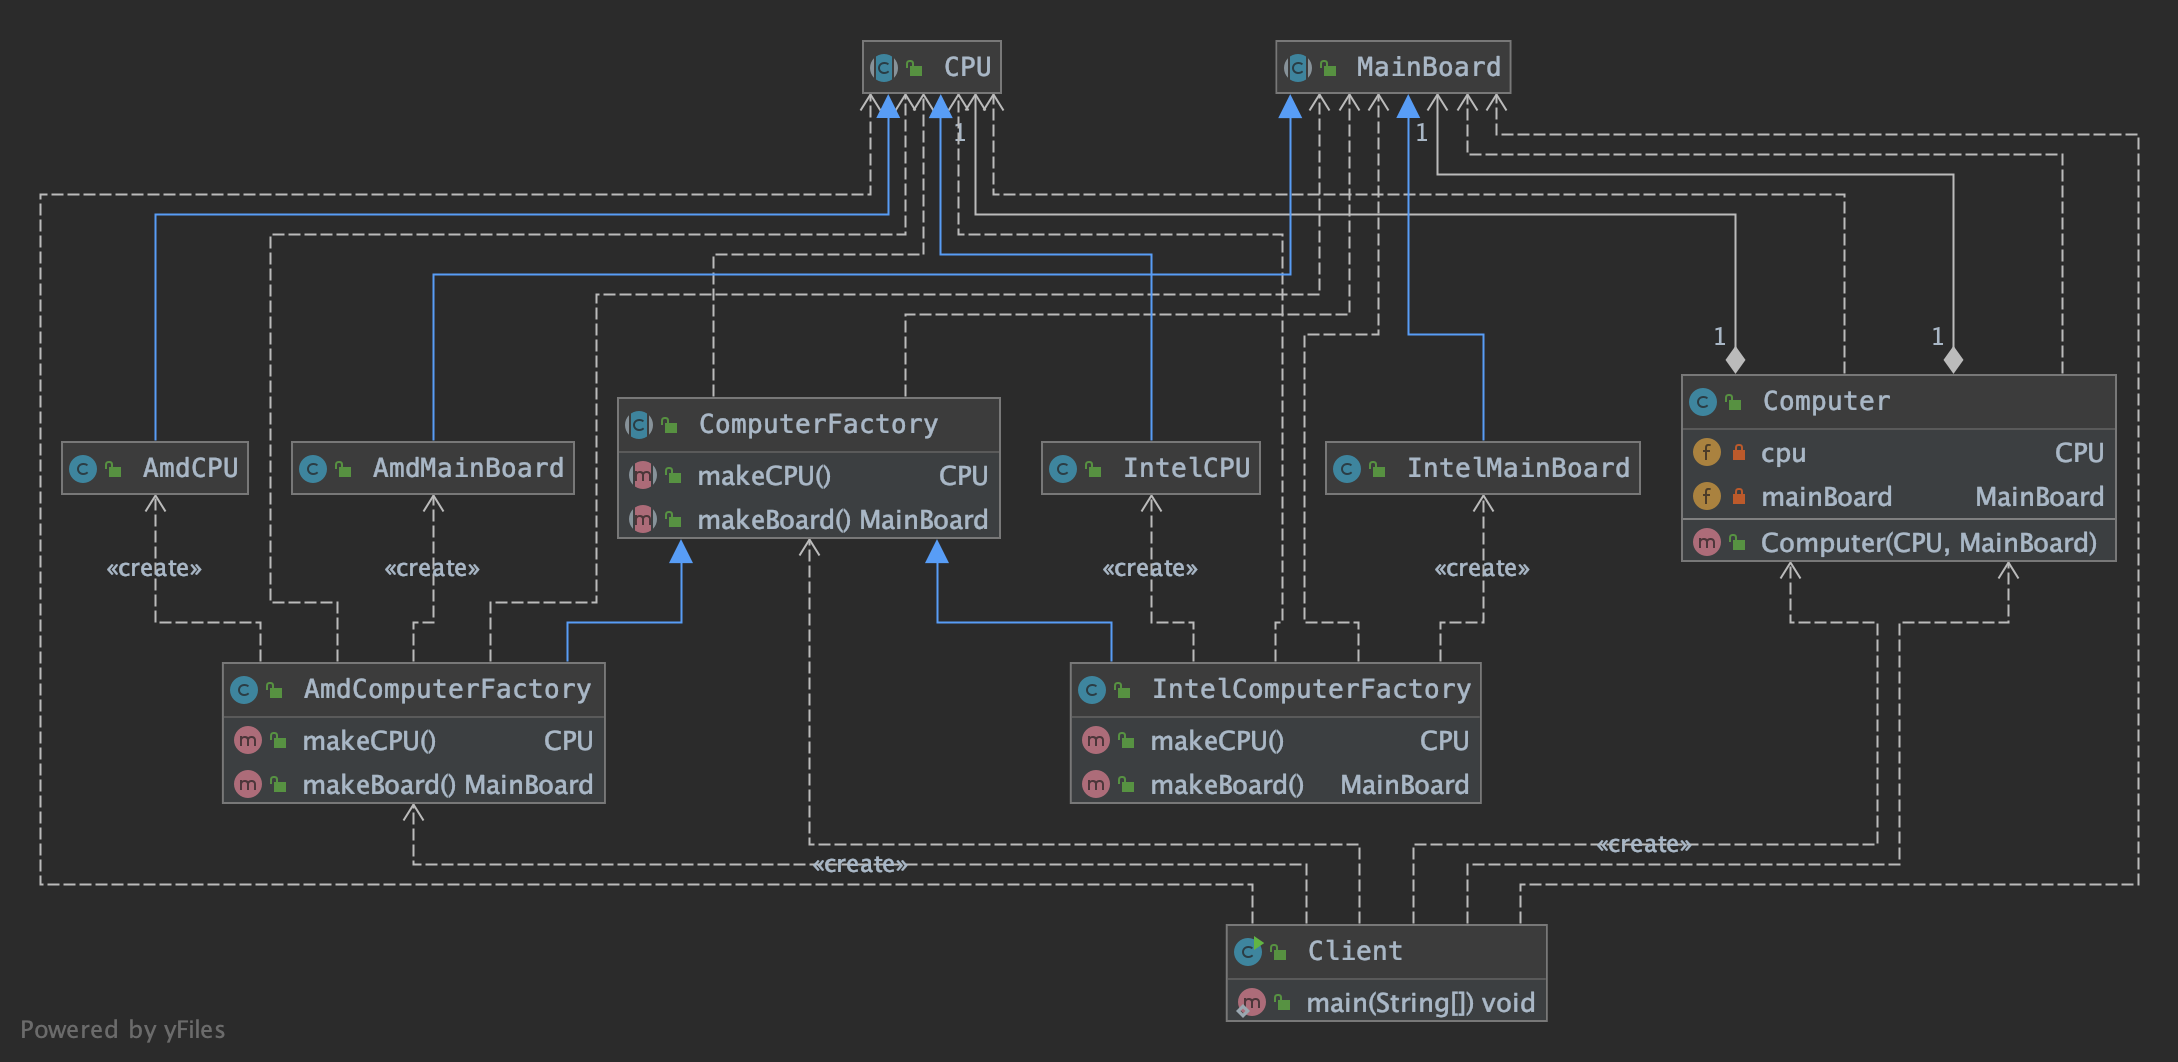 CPU
MainBoard
1
1
1
1
Computer
cpu CPU
mainBoard MainBoard
Computer(CPU, MainBoard)
ComputerFactory
makeCPU() CPU
makeBoard() MainBoard
AmdCPU
AmdMainBoard
IntelCPU
IntelMainBoard
«create»
«create»
«create»
«create»
AmdComputerFactory
makeCPU() CPU
makeBoard() MainBoard
IntelComputerFactory
makeCPU() CPU
makeBoard() MainBoard
«create»
«create»
Client
main(String[]) void
Powered by yFiles